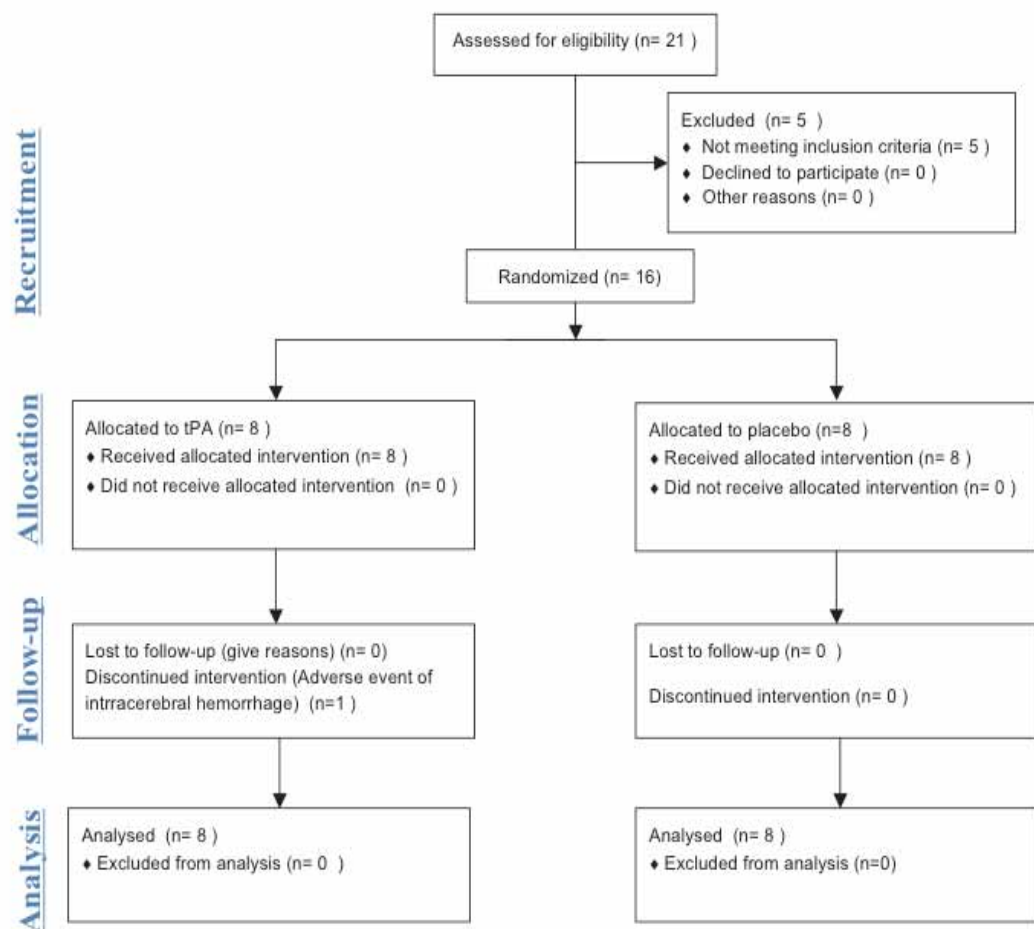 Assessed for eligibility (n= 21 )
Recruitment
Excluded (n= 5 )
♦ Not meeting inclusion criteria (n= 5 )
♦ Declined to participate (n= 0 )
♦ Other reasons (n= 0 )
Randomized (n= 16)
Allocation
Allocated to tPA (n= 8 )
♦ Received allocated intervention (n= 8 )
♦ Did not receive allocated intervention (n= 0 )
Allocated to placebo (n=8 )
♦ Received allocated intervention (n= 8 )
♦ Did not receive allocated intervention (n= 0 )
Follow-up
Lost to follow-up (give reasons) (n= 0)
Discontinued intervention (Adverse event of
intrracerebral hemorrhage) (n=1 )
Lost to follow-up (n= 0 )
Discontinued intervention (n= 0 )
Analysis
Analysed (n= 8 )
♦ Excluded from analysis (n= 0 )
Analysed (n= 8 )
♦ Excluded from analysis (n=0)